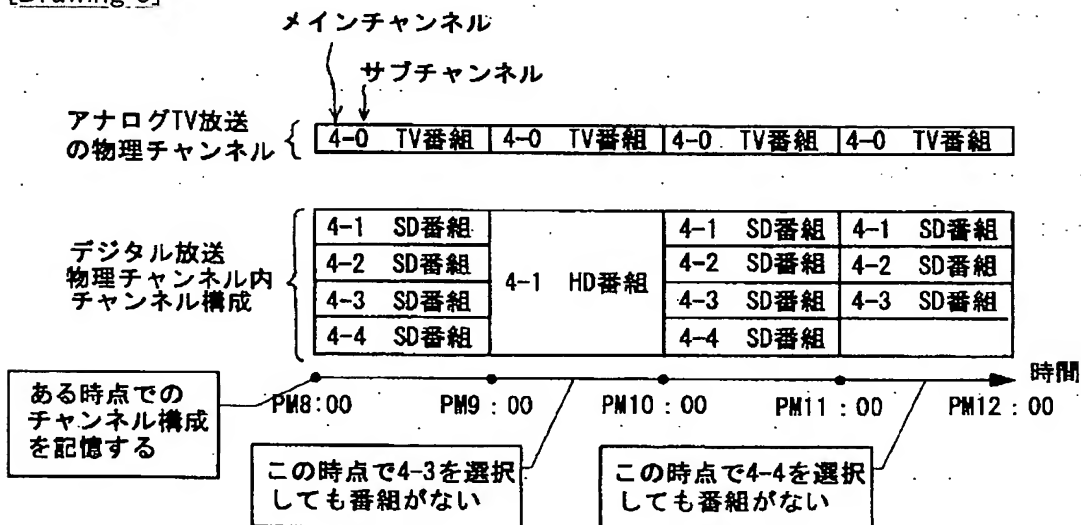 [Drawing 8]
メインチャンネル
サブチャンネル
アナログTV放送
の物理チャンネル
4-0 TV番組 4-0 TV番組 4-0 TV番組 4-0 TV番組
デジタル放送
物理チャンネル内
チャンネル構成
4-1 SD番組 4-1 SD番組 4-1 SD番組
4-2 SD番組 4-2 SD番組 4-2 SD番組
4-1 HD番組
4-3 SD番組 4-3 SD番組 4-3 SD番組
4-4 SD番組 4-4 SD番組
時間
PM8:00 PM9:00 PM10:00 PM11:00 PM12:00
ある時点での
チャンネル構成
を記憶する
この時点で4-3を選択
しても番組がない
この時点で4-4を選択
しても番組がない